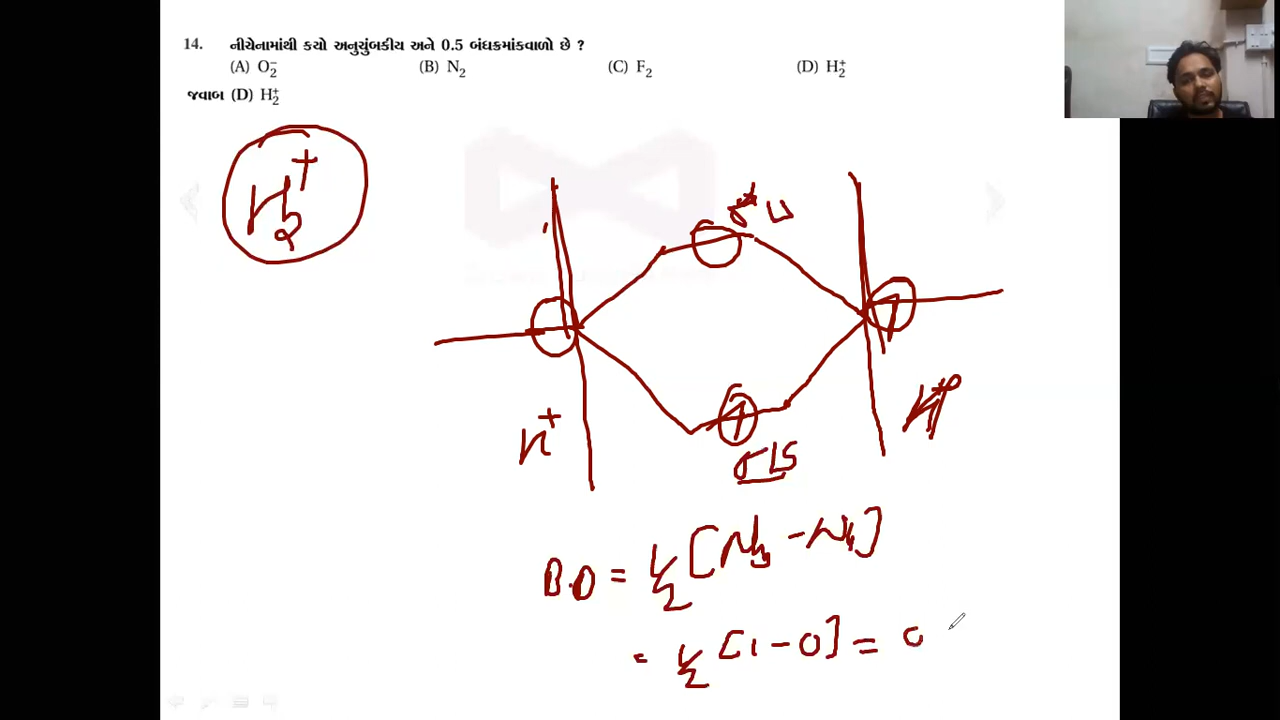 14. નીચેનામાંથી કયો અનુચુંબકીય અને 0.5 બંધક્રમાંકવાળો છે ?
(A) O₂⁻ (B) N₂ (C) F₂ (D) H₂⁺
જવાબ (D) H₂⁺
H₂⁺
σ*
H⁺
σ1s
B.O = ½ [Nb - Na]
= ½ [1 - 0] = 0